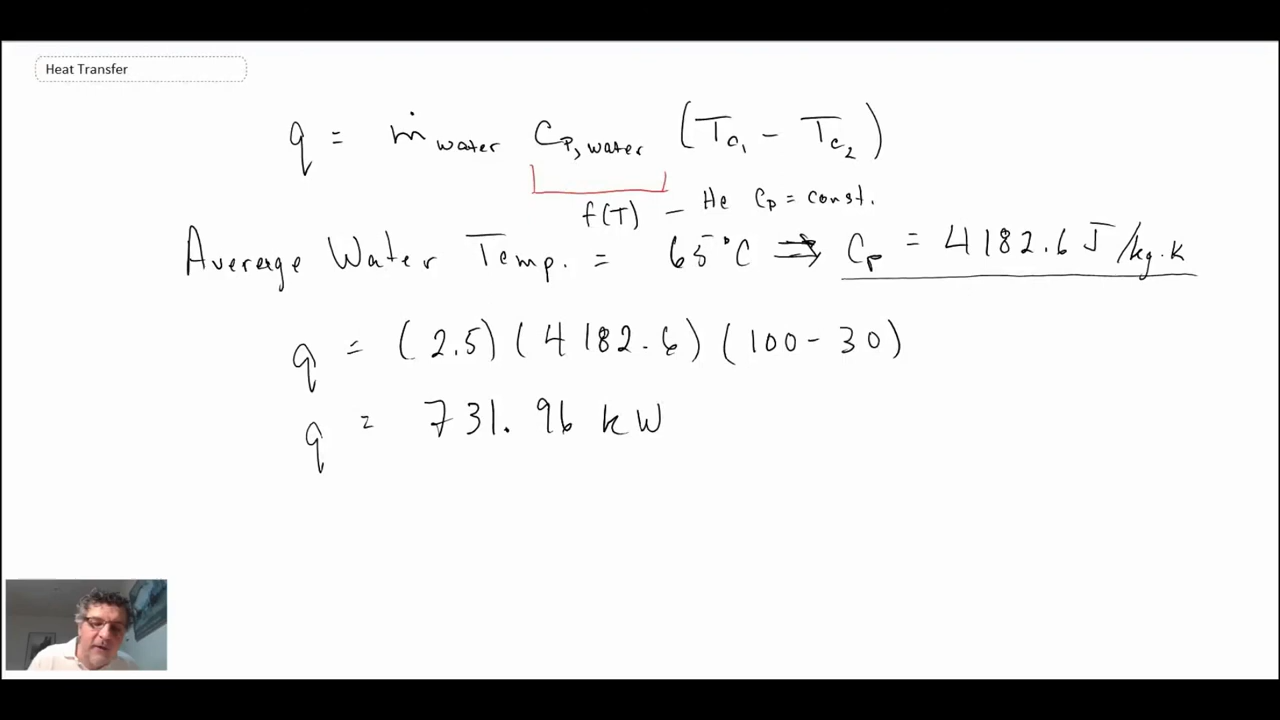 Heat Transfer
q = ṁwater Cp,water (Tc1 - Tc2)
f(T) - He Cp = const.
Avereage Water Temp. = 65°C ⇒ Cp = 4182.6 J/kg.K
q = (2.5)(4182.6)(100-30)
q = 731.96 kW